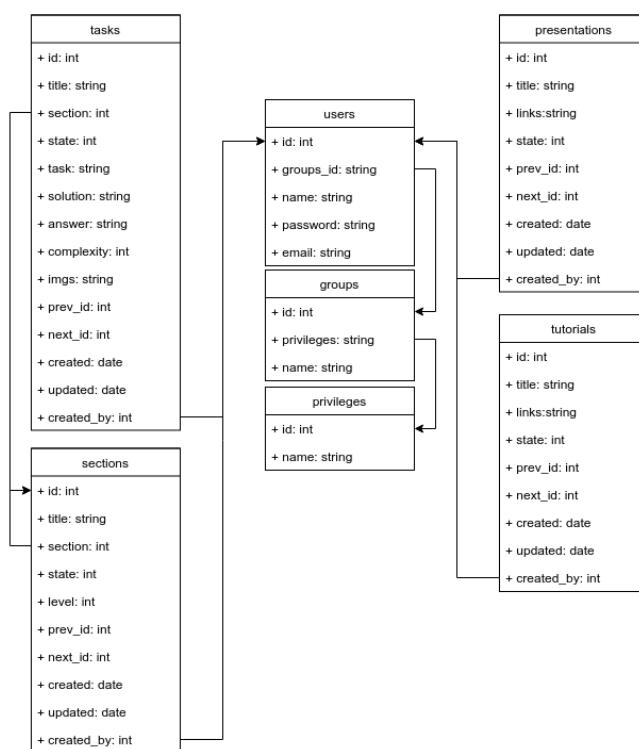 tasks
+ id: int
+ title: string
+ section: int
+ state: int
+ task: string
+ solution: string
+ answer: string
+ complexity: int
+ imgs: string
+ prev_id: int
+ next_id: int
+ created: date
+ updated: date
+ created_by: int
sections
+ id: int
+ title: string
+ section: int
+ state: int
+ level: int
+ prev_id: int
+ next_id: int
+ created: date
+ updated: date
+ created_by: int
users
+ id: int
+ groups_id: string
+ name: string
+ password: string
+ email: string
groups
+ id: int
+ privileges: string
+ name: string
privileges
+ id: int
+ name: string
presentations
+ id: int
+ title: string
+ links:string
+ state: int
+ prev_id: int
+ next_id: int
+ created: date
+ updated: date
+ created_by: int
tutorials
+ id: int
+ title: string
+ links:string
+ state: int
+ prev_id: int
+ next_id: int
+ created: date
+ updated: date
+ created_by: int